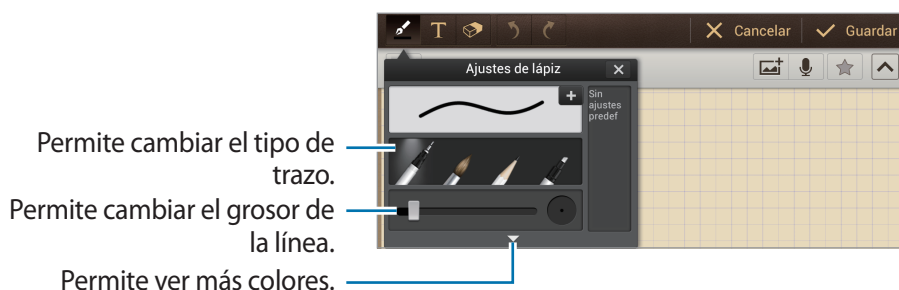 T
Cancelar
Guardar
Ajustes de lápiz
Sin
ajustes
predef
Permite cambiar el tipo de
trazo.
Permite cambiar el grosor de
la línea.
Permite ver más colores.